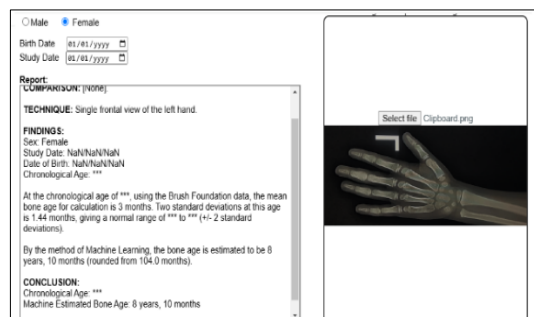 Male Female
Birth Date 01/01/yyyy
Study Date 01/01/yyyy
Report:
COMPARISON: [None].
TECHNIQUE: Single frontal view of the left hand.
FINDINGS:
Sex: Female
Study Date: NaN/NaN/NaN
Date of Birth: NaN/NaN/NaN
Chronological Age: ***
At the chronological age of ***, using the Brush Foundation data, the mean
bone age for calculation is 3 months. Two standard deviations at this age
is 1.44 months, giving a normal range of *** to *** (+/- 2 standard
deviations).
By the method of Machine Learning, the bone age is estimated to be 8
years, 10 months (rounded from 104.0 months).
CONCLUSION:
Chronological Age: ***
Machine Estimated Bone Age: 8 years, 10 months
Select file Clipboard.png